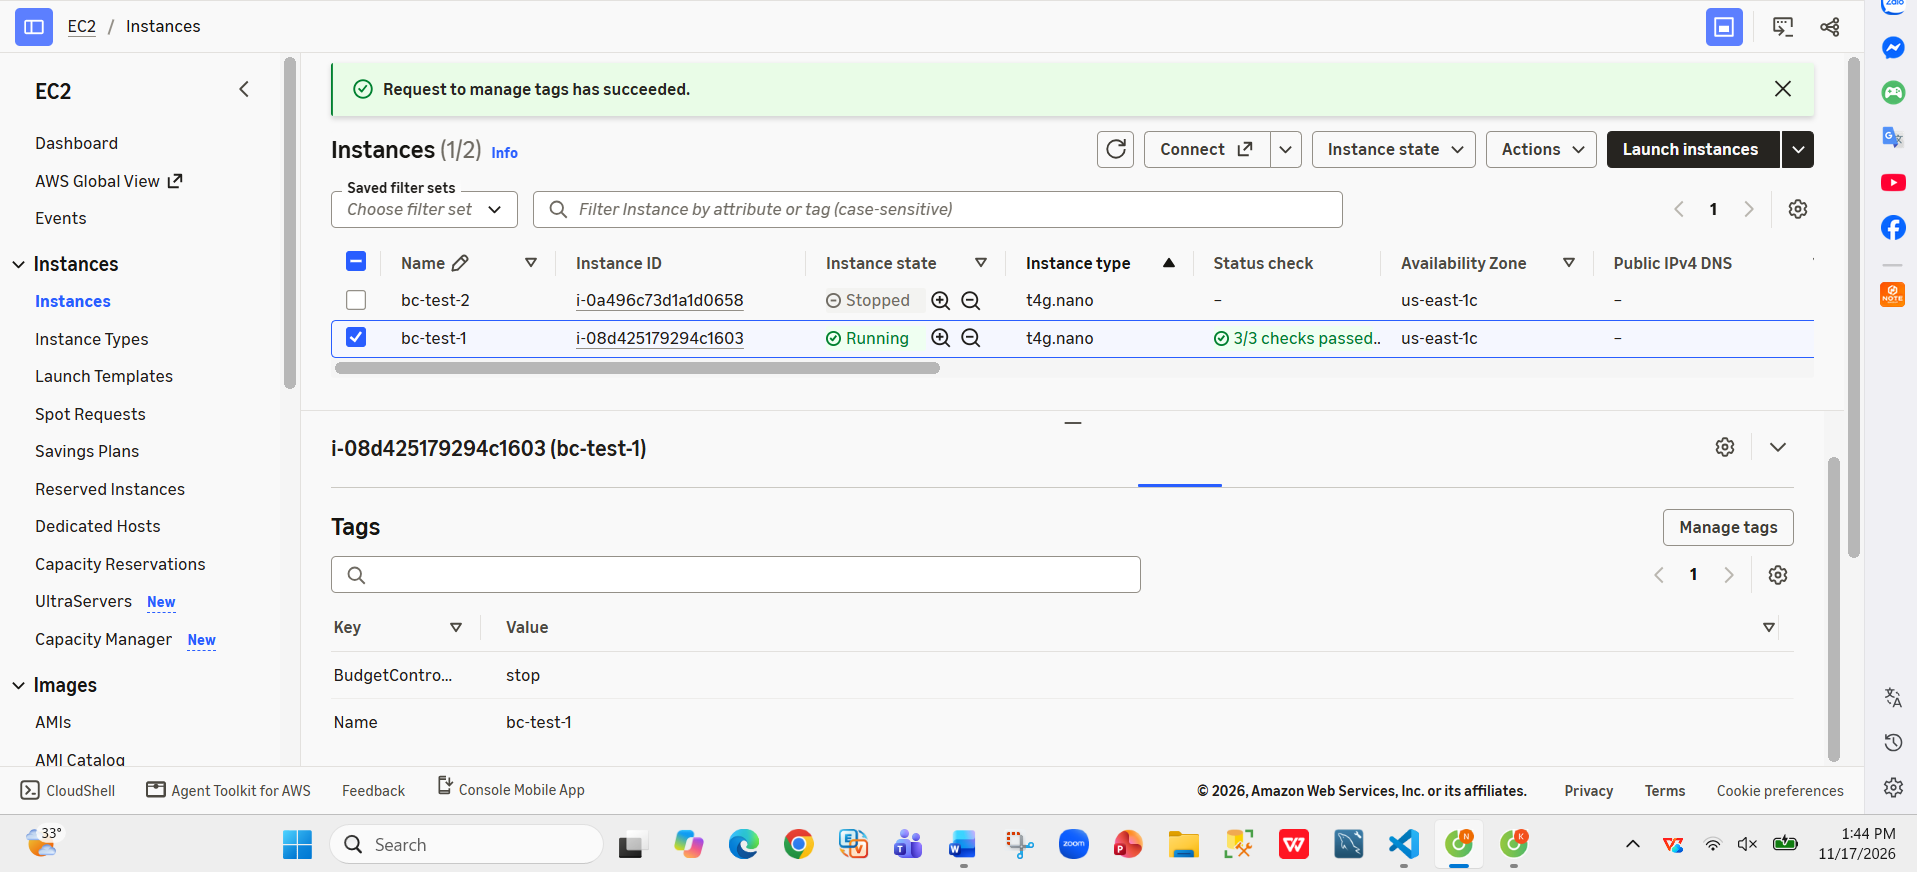 EC2 / Instances
EC2
Dashboard
AWS Global View
Events
Instances
Instances
Instance Types
Launch Templates
Spot Requests
Savings Plans
Reserved Instances
Dedicated Hosts
Capacity Reservations
UltraServers New
Capacity Manager New
Images
AMIs
AMI Catalog
Request to manage tags has succeeded.
Instances (1/2) Info
Connect
Instance state
Actions
Launch instances
Saved filter sets
Choose filter set
Filter Instance by attribute or tag (case-sensitive)
1
Name Instance ID Instance state Instance type Status check Availability Zone Public IPv4 DNS
bc-test-2 i-0a496c73d1a1d0658 Stopped t4g.nano – us-east-1c –
bc-test-1 i-08d425179294c1603 Running t4g.nano 3/3 checks passed.. us-east-1c –
i-08d425179294c1603 (bc-test-1)
Tags
Manage tags
1
Key Value
BudgetContro... stop
Name bc-test-1
CloudShell Agent Toolkit for AWS Feedback Console Mobile App © 2026, Amazon Web Services, Inc. or its affiliates. Privacy Terms Cookie preferences
33°
Search
zoom
1:44 PM
11/17/2026
Zalo
NOTE